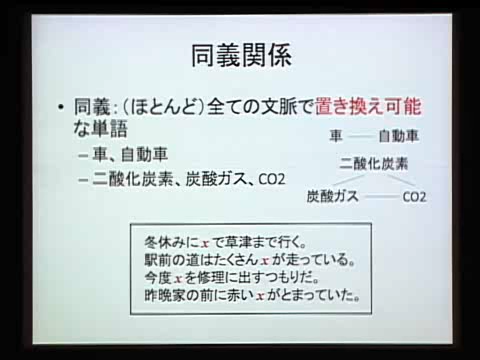 同義関係
• 同義：（ほとんど）全ての文脈で置き換え可能
な単語
–車、自動車
–二酸化炭素、炭酸ガス、CO2
車 自動車
二酸化炭素
炭酸ガス CO2
冬休みにxで草津まで行く。
駅前の道はたくさんxが走っている。
今度xを修理に出すつもりだ。
昨晩家の前に赤いxがとまっていた。